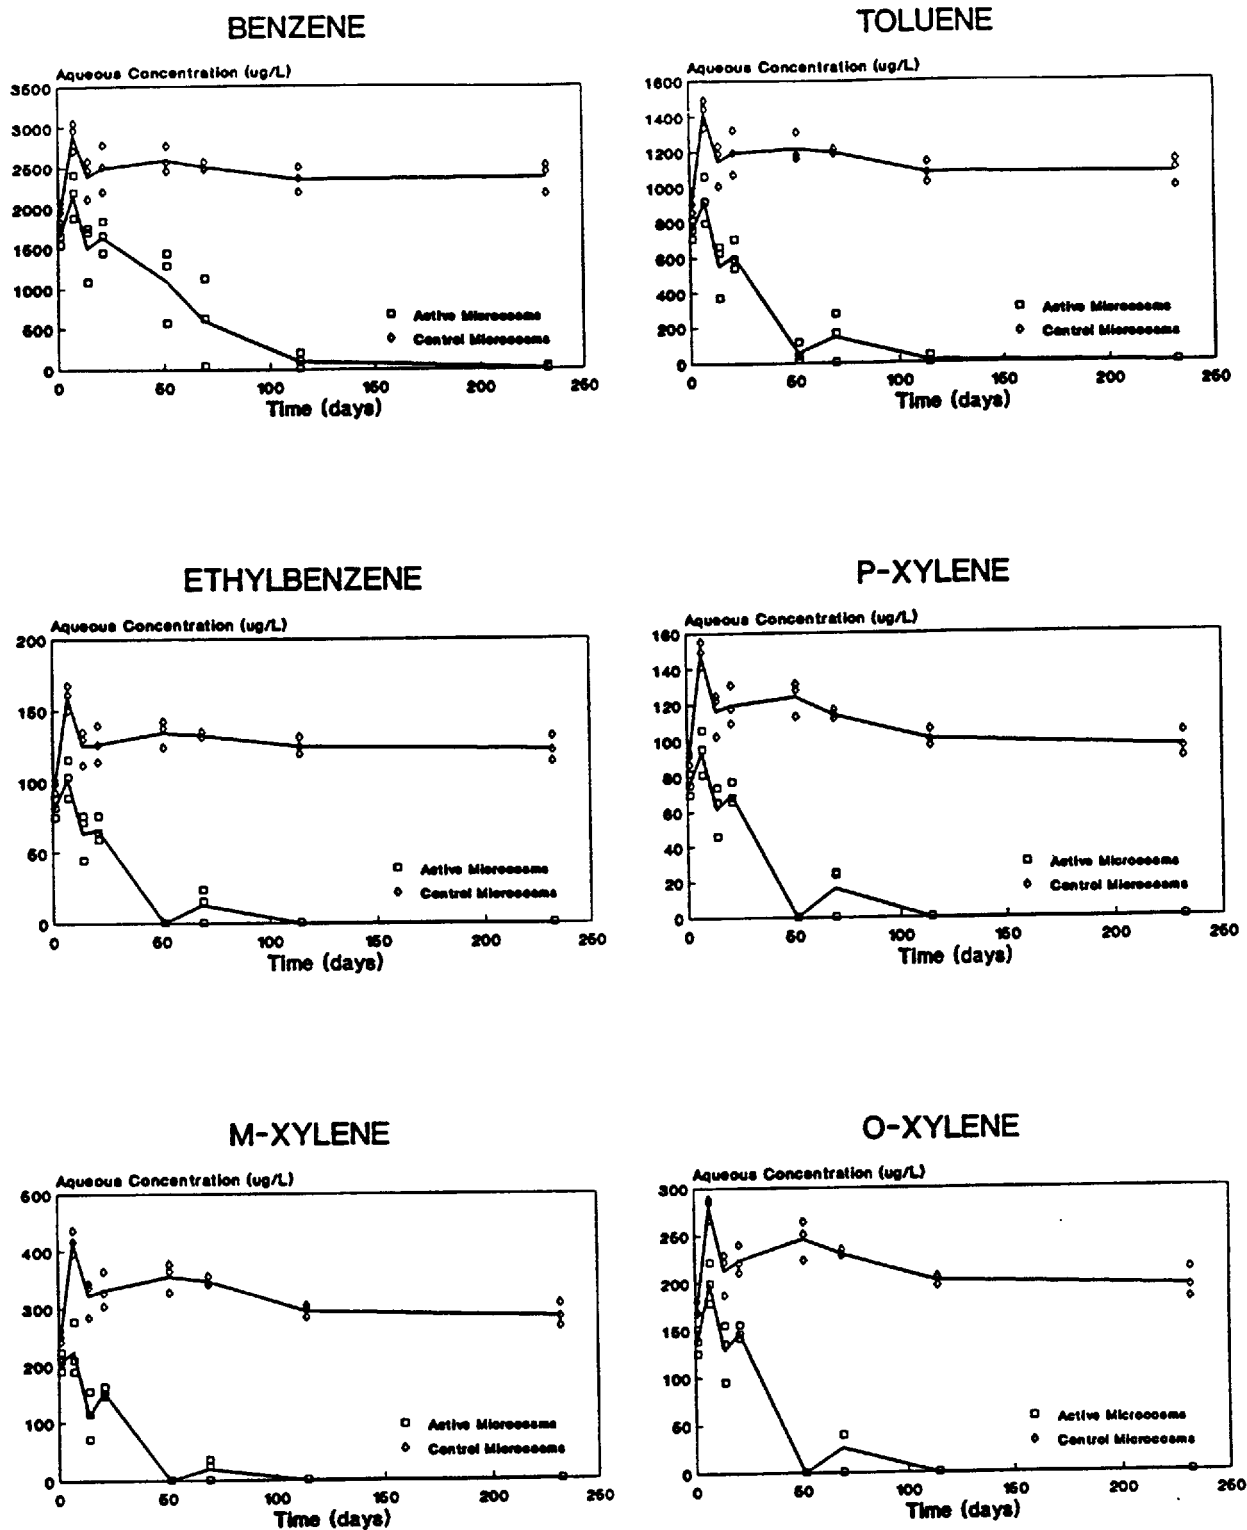 BENZENE
Aqueous Concentration (ug/L)
3500
3000
2500
2000
1500
1000
500
0
Active Microcosms
Control Microcosms
0 50 100 150 200 250
Time (days)
TOLUENE
Aqueous Concentration (ug/L)
1600
1400
1200
1000
800
600
400
200
0
Active Microcosms
Control Microcosms
0 50 100 150 200 250
Time (days)
ETHYLBENZENE
Aqueous Concentration (ug/L)
200
150
100
50
0
Active Microcosms
Control Microcosms
0 50 100 150 200 250
Time (days)
P-XYLENE
Aqueous Concentration (ug/L)
160
140
120
100
80
60
40
20
0
Active Microcosms
Control Microcosms
0 50 100 150 200 250
Time (days)
M-XYLENE
Aqueous Concentration (ug/L)
500
400
300
200
100
0
Active Microcosms
Control Microcosms
0 50 100 150 200 250
Time (days)
O-XYLENE
Aqueous Concentration (ug/L)
300
250
200
150
100
50
0
Active Microcosms
Control Microcosms
0 50 100 150 200 250
Time (days)